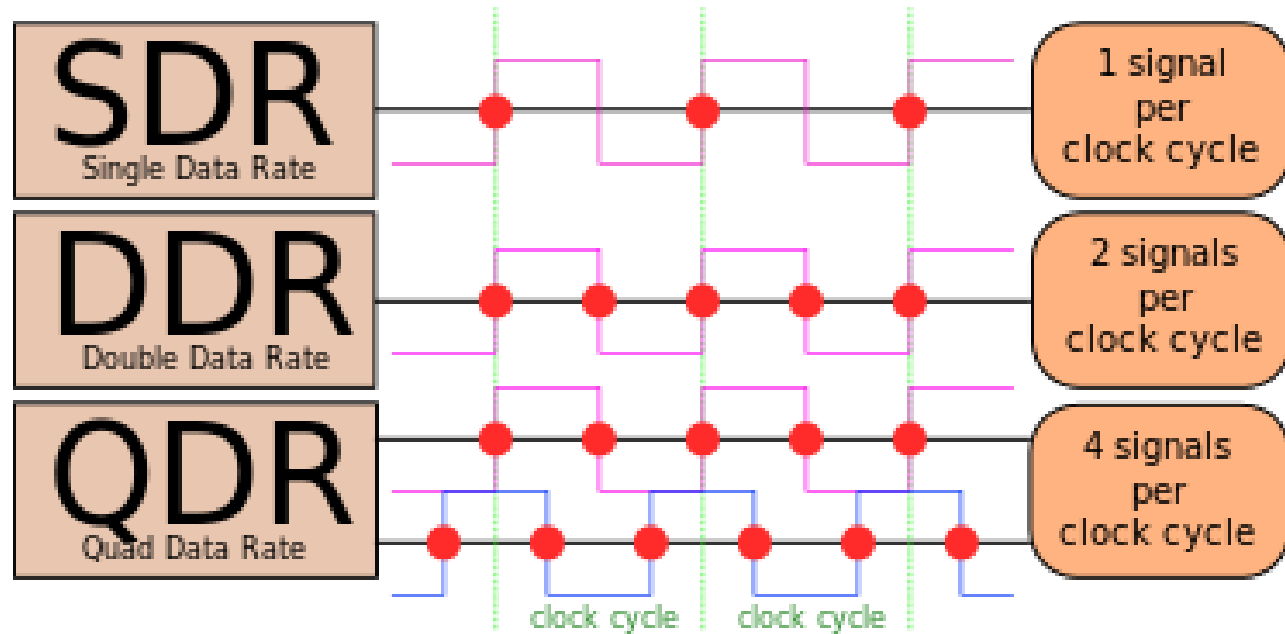 SDR
Single Data Rate
1 signal
per
clock cycle
DDR
Double Data Rate
2 signals
per
clock cycle
QDR
Quad Data Rate
4 signals
per
clock cycle
clock cycle
clock cycle